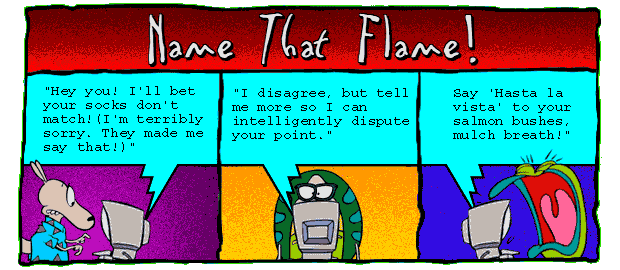 Name That Flame!
"Hey you! I'll bet
your socks don't
match!(I'm terribly
sorry. They made me
say that!)"
"I disagree, but tell
me more so I can
intelligently dispute
your point."
Say 'Hasta la
vista' to your
salmon bushes,
mulch breath!"